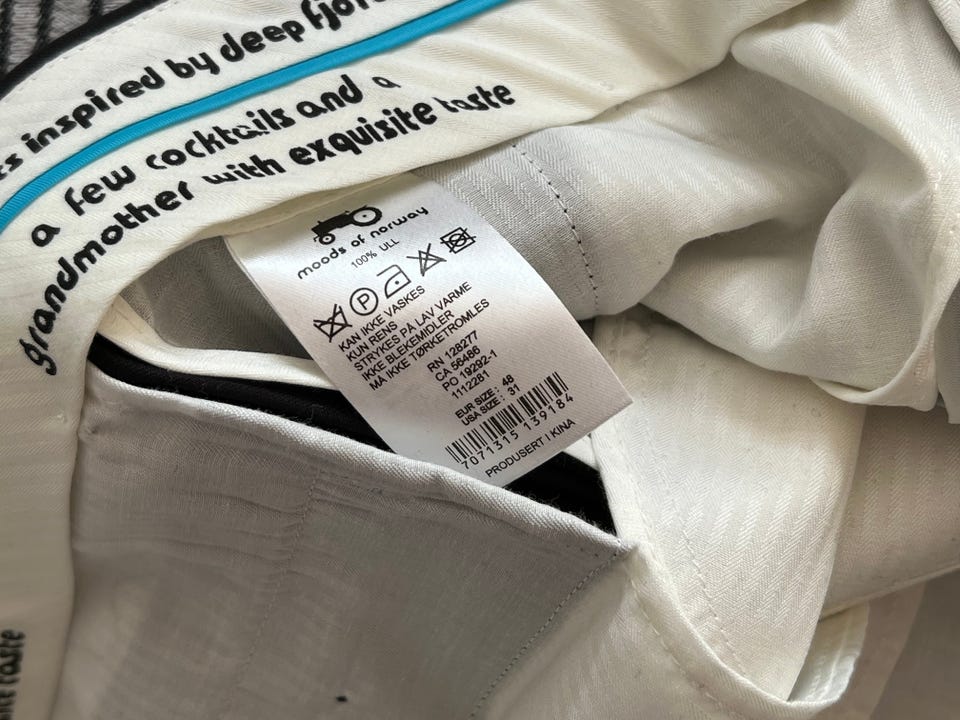 inspired by deep
a few cocktails and a
grandmother with exquisite taste
moods of norway
100% ULL
P
KAN IKKE VASKES
KUN RENS
STRYKES PÅ LAV VARME
IKKE BLEKEMIDLER
MÅ IKKE TØRKETROMLES
RN 128277
CA 56486
PO 19292-1
1112281
EUR SIZE: 48
USA SIZE: 31
7071315 139184
PRODUSERT I KINA
taste